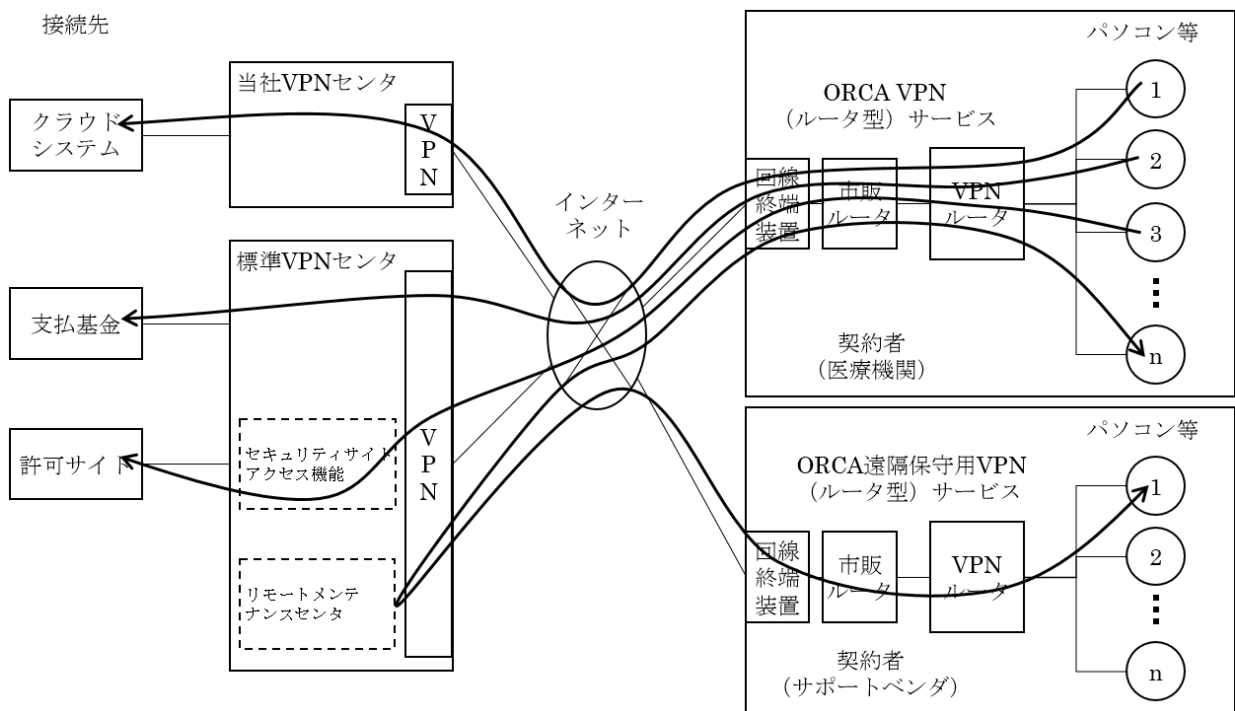 接続先
クラウド
システム
支払基金
許可サイト
当社VPNセンタ
V
P
N
標準VPNセンタ
V
P
N
セキュリティサイト
アクセス機能
リモートメンテ
ナンスセンタ
インター
ネット
パソコン等
ORCA VPN
（ルータ型）サービス
回線
終端
装置
市販
ルータ
VPN
ルータ
1
2
3
n
契約者
（医療機関）
パソコン等
ORCA遠隔保守用VPN
（ルータ型）サービス
回線
終端
装置
市販
ルータ
VPN
ルータ
1
2
n
契約者
（サポートベンダ）